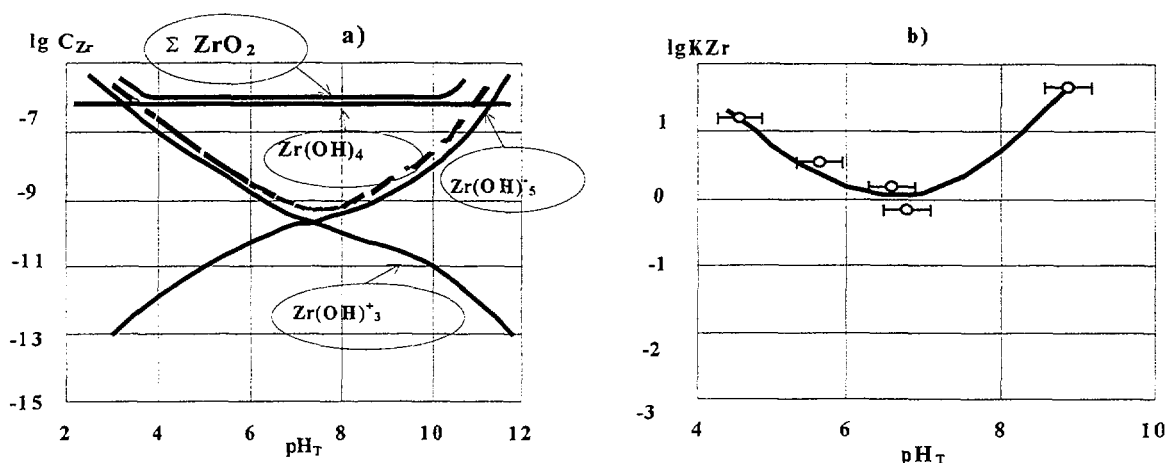 lg C_Zr
a)
Σ ZrO₂
Zr(OH)₄
Zr(OH)⁻₅
Zr(OH)⁺₃
-7
-9
-11
-13
-15
2 4 6 8 10 12
pH_T
lgKZr
b)
1
0
-1
-2
-3
4 6 8 10
pH_T